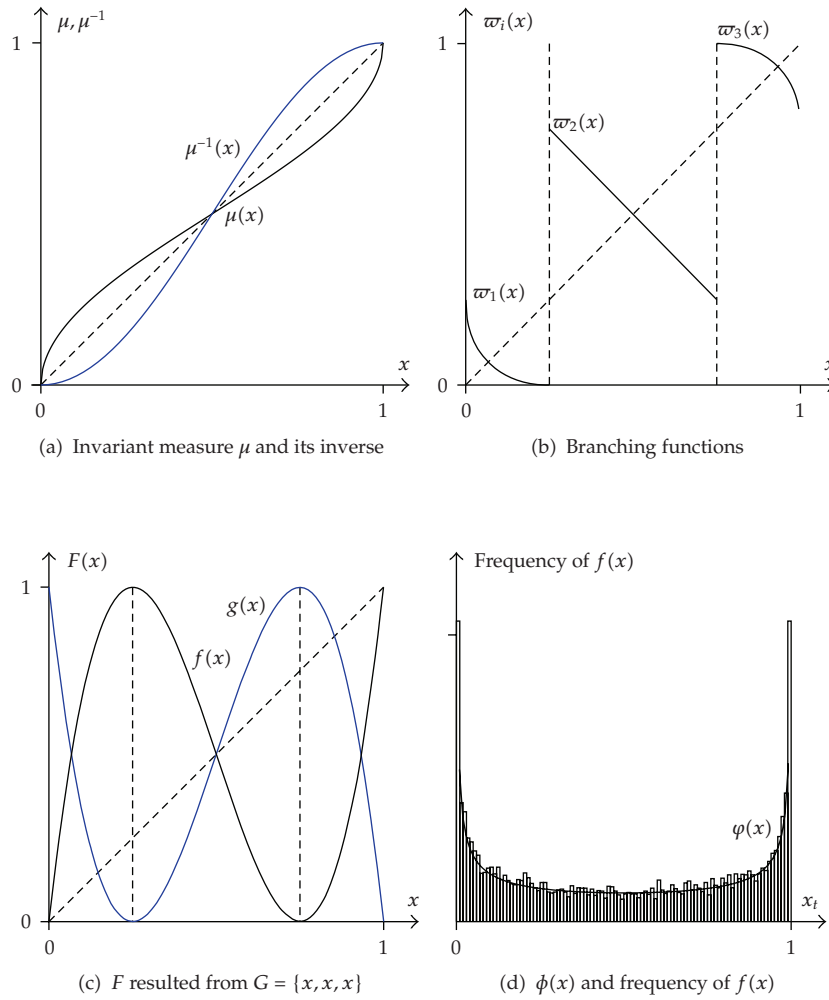 μ, μ⁻¹
1
μ⁻¹(x)
μ(x)
x
0
0
1
(a) Invariant measure μ and its inverse
ϖᵢ(x)
1
ϖ₃(x)
ϖ₂(x)
ϖ₁(x)
x
0
0
1
(b) Branching functions
F(x)
1
g(x)
f(x)
x
0
0
1
(c) F resulted from G = {x, x, x}
Frequency of f(x)
φ(x)
xₜ
0
1
(d) ϕ(x) and frequency of f(x)